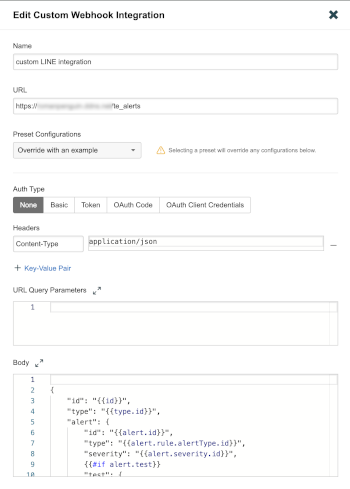 Edit Custom Webhook Integration
Name
custom LINE integration
URL
https:// /te_alerts
Preset Configurations
Override with an example
Selecting a preset will override any configurations below.
Auth Type
None Basic Token OAuth Code OAuth Client Credentials
Headers
Content-Type application/json
+ Key-Value Pair
URL Query Parameters
1
Body
1
2 {
3 "id": "{{id}}",
4 "type": "{{type.id}}",
5 "alert": {
6 "id": "{{alert.id}}",
7 "type": "{{alert.rule.alertType.id}}",
8 "severity": "{{alert.severity.id}}",
9 {{#if alert.test}}
10 "test": {